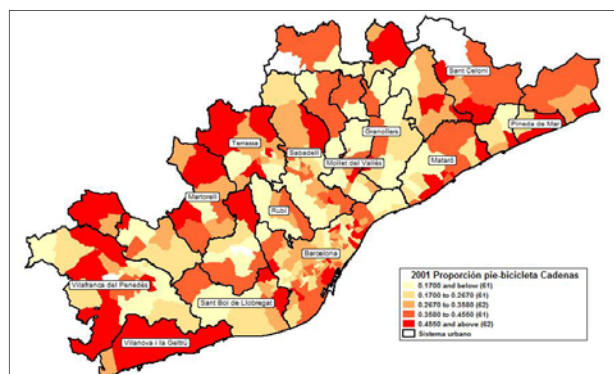 Sant Celoni
Pineda de Mar
Granollers
Terrassa
Sabadell
Mollet del Vallès
Mataró
Martorell
Rubí
Barcelona
Vilafranca del Penedès
Sant Boi de Llobregat
Vilanova i la Geltrú
2001 Proporción pie-bicicleta Cadenas
0.1700 and below (61)
0.1700 to 0.2670 (61)
0.2670 to 0.3580 (62)
0.3580 to 0.4550 (61)
0.4550 and above (62)
Sistema urbano